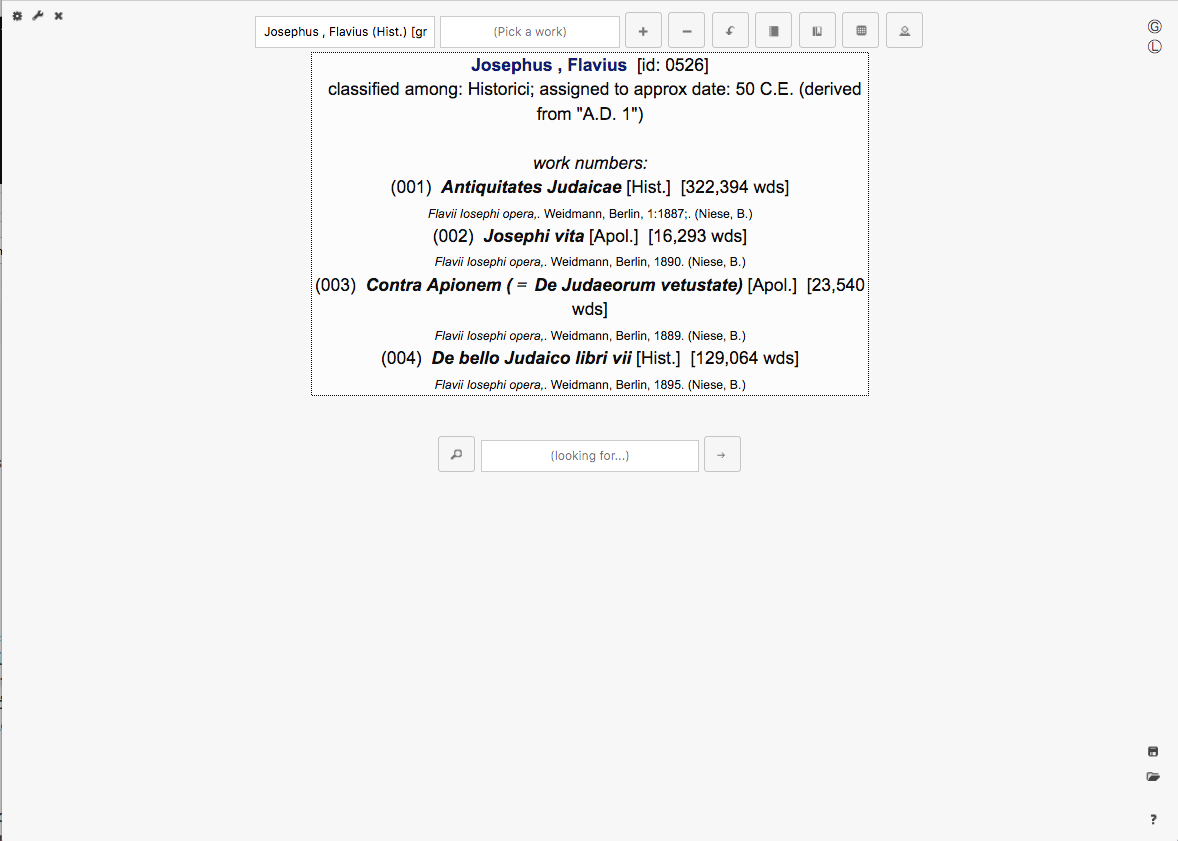 Josephus , Flavius (Hist.) [gr
(Pick a work)
G
L
Josephus , Flavius [id: 0526]
classified among: Historici; assigned to approx date: 50 C.E. (derived
from "A.D. 1")
work numbers:
(001) Antiquitates Judaicae [Hist.] [322,394 wds]
Flavii Iosephi opera,. Weidmann, Berlin, 1:1887;. (Niese, B.)
(002) Josephi vita [Apol.] [16,293 wds]
Flavii Iosephi opera,. Weidmann, Berlin, 1890. (Niese, B.)
(003) Contra Apionem ( = De Judaeorum vetustate) [Apol.] [23,540
wds]
Flavii Iosephi opera,. Weidmann, Berlin, 1889. (Niese, B.)
(004) De bello Judaico libri vii [Hist.] [129,064 wds]
Flavii Iosephi opera,. Weidmann, Berlin, 1895. (Niese, B.)
(looking for...)
?